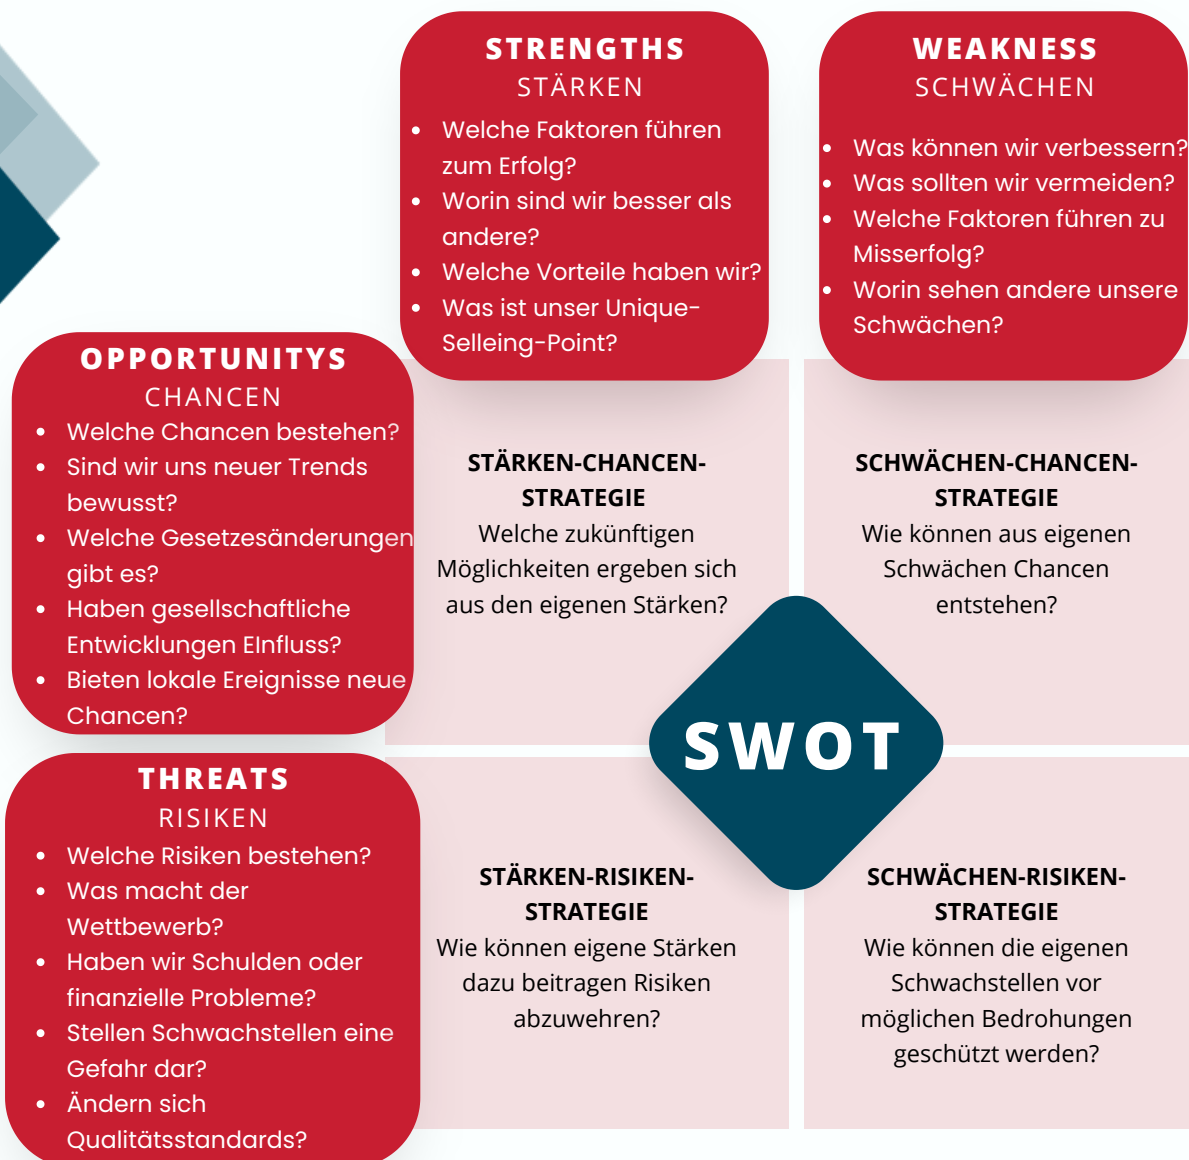 STRENGTHS
STÄRKEN
• Welche Faktoren führen
zum Erfolg?
• Worin sind wir besser als
andere?
• Welche Vorteile haben wir?
• Was ist unser Unique-
Selleing-Point?
WEAKNESS
SCHWÄCHEN
• Was können wir verbessern?
• Was sollten wir vermeiden?
• Welche Faktoren führen zu
Misserfolg?
• Worin sehen andere unsere
Schwächen?
OPPORTUNITYS
CHANCEN
• Welche Chancen bestehen?
• Sind wir uns neuer Trends
bewusst?
• Welche Gesetzesänderungen
gibt es?
• Haben gesellschaftliche
Entwicklungen EInfluss?
• Bieten lokale Ereignisse neue
Chancen?
STÄRKEN-CHANCEN-
STRATEGIE
Welche zukünftigen
Möglichkeiten ergeben sich
aus den eigenen Stärken?
SCHWÄCHEN-CHANCEN-
STRATEGIE
Wie können aus eigenen
Schwächen Chancen
entstehen?
SWOT
THREATS
RISIKEN
• Welche Risiken bestehen?
• Was macht der
Wettbewerb?
• Haben wir Schulden oder
finanzielle Probleme?
• Stellen Schwachstellen eine
Gefahr dar?
• Ändern sich
Qualitätsstandards?
STÄRKEN-RISIKEN-
STRATEGIE
Wie können eigene Stärken
dazu beitragen Risiken
abzuwehren?
SCHWÄCHEN-RISIKEN-
STRATEGIE
Wie können die eigenen
Schwachstellen vor
möglichen Bedrohungen
geschützt werden?